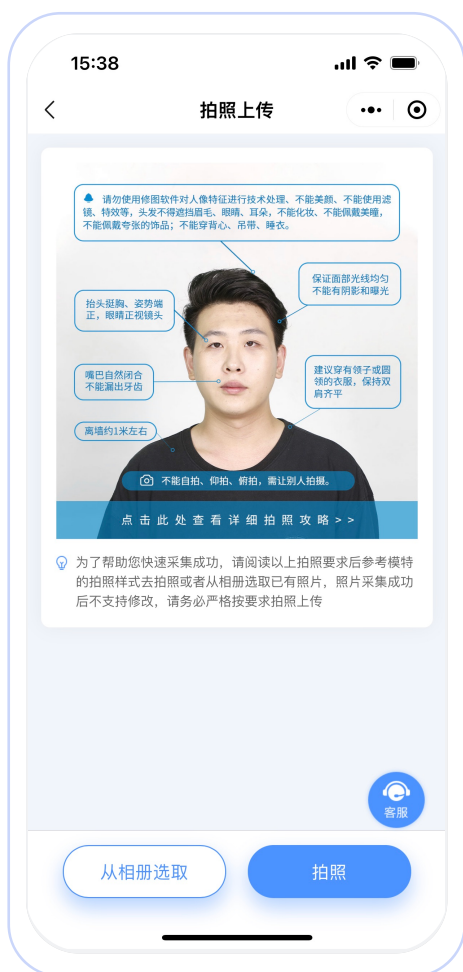 15:38
拍照上传
请勿使用修图软件对人像特征进行技术处理、不能美颜、不能使用滤
镜、特效等，头发不得遮挡眉毛、眼睛、耳朵，不能化妆、不能佩戴美瞳，
不能佩戴夸张的饰品；不能穿背心、吊带、睡衣。
保证面部光线均匀
不能有阴影和曝光
抬头挺胸、姿势端
正，眼睛正视镜头
嘴巴自然闭合
不能漏出牙齿
建议穿有领子或圆
领的衣服，保持双
肩齐平
离墙约1米左右
不能自拍、仰拍、俯拍，需让别人拍摄。
点击此处查看详细拍照攻略>>
为了帮助您快速采集成功，请阅读以上拍照要求后参考模特
的拍照样式去拍照或者从相册选取已有照片，照片采集成功
后不支持修改，请务必严格按要求拍照上传
客服
从相册选取
拍照